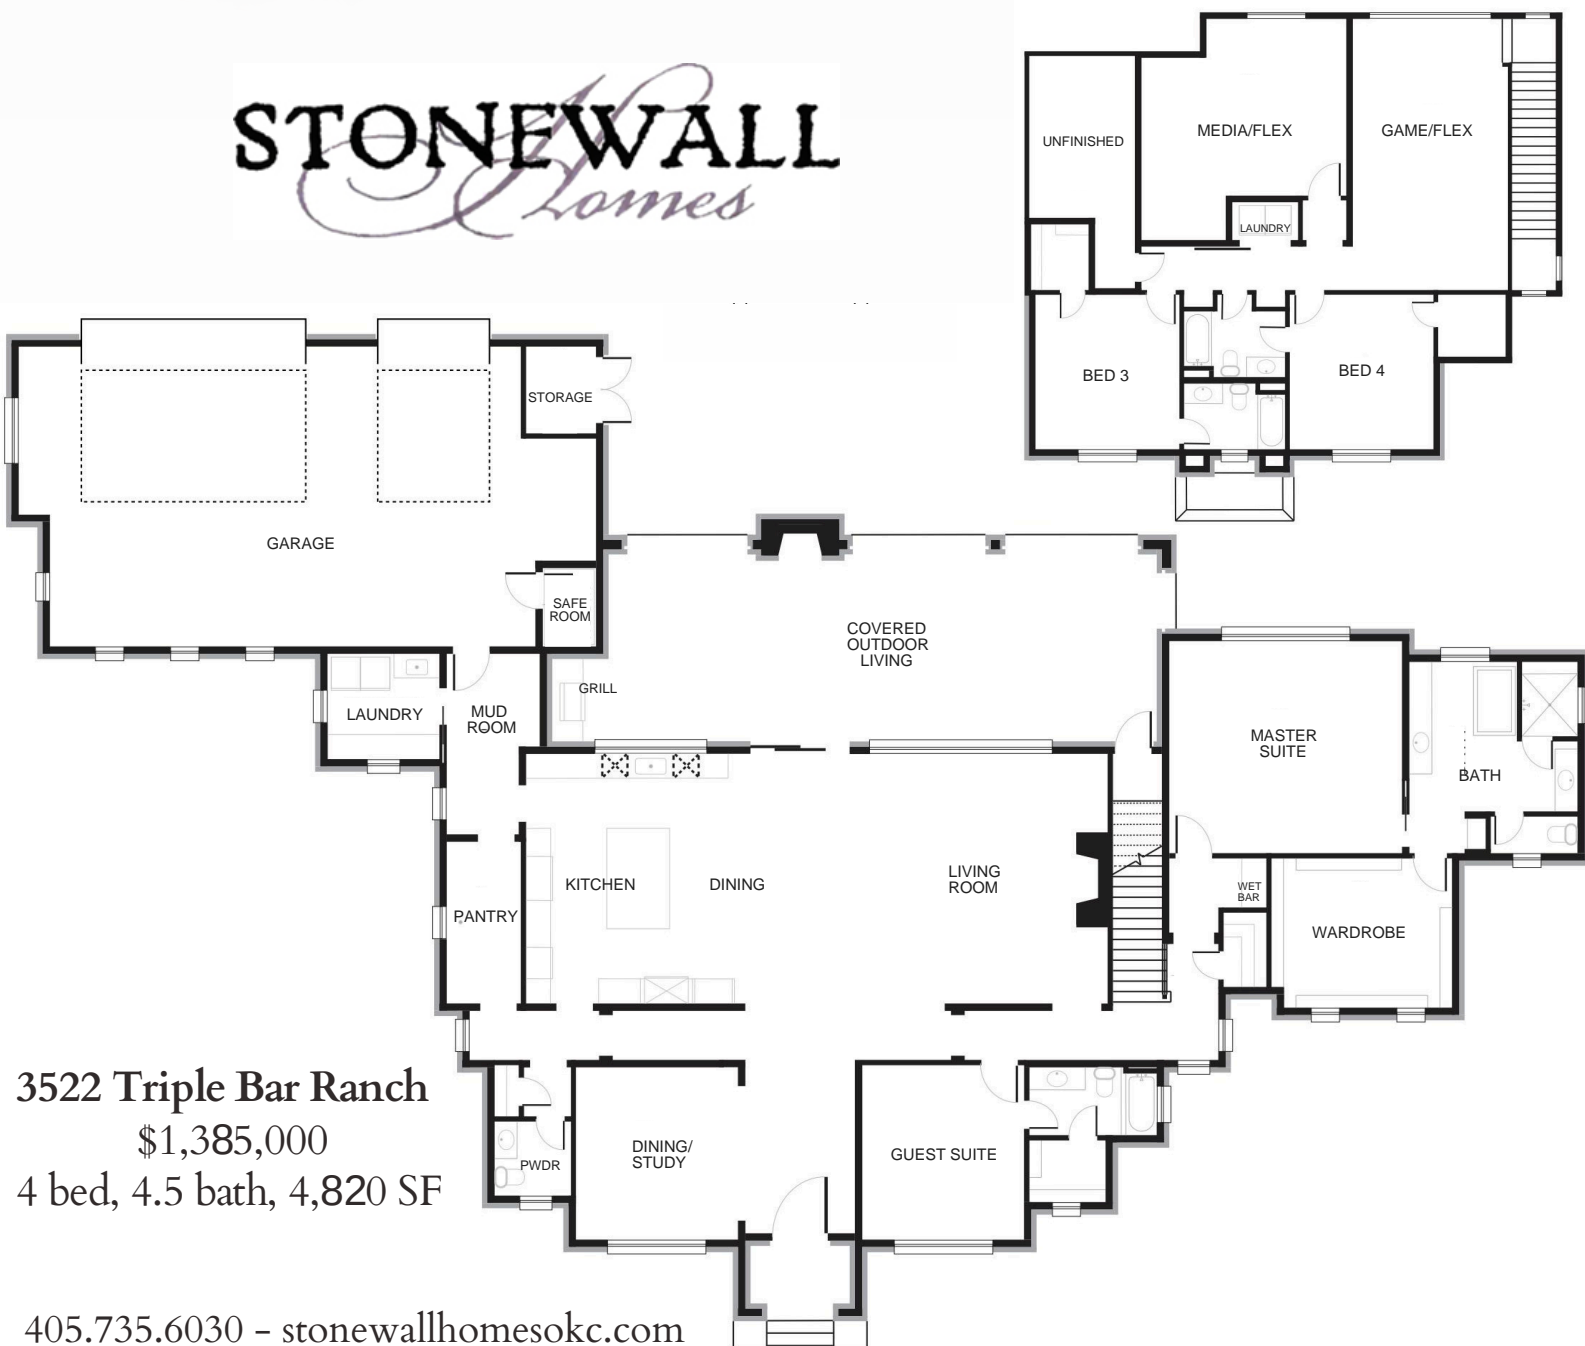 STONEWALL
Homes
UNFINISHED
MEDIA/FLEX
GAME/FLEX
LAUNDRY
BED 3
BED 4
STORAGE
GARAGE
SAFE
ROOM
COVERED
OUTDOOR
LIVING
GRILL
LAUNDRY
MUD
ROOM
MASTER
SUITE
BATH
KITCHEN
DINING
LIVING
ROOM
WET
BAR
PANTRY
WARDROBE
DINING/
STUDY
GUEST SUITE
PWDR
3522 Triple Bar Ranch
$1,385,000
4 bed, 4.5 bath, 4,820 SF
405.735.6030 - stonewallhomesokc.com